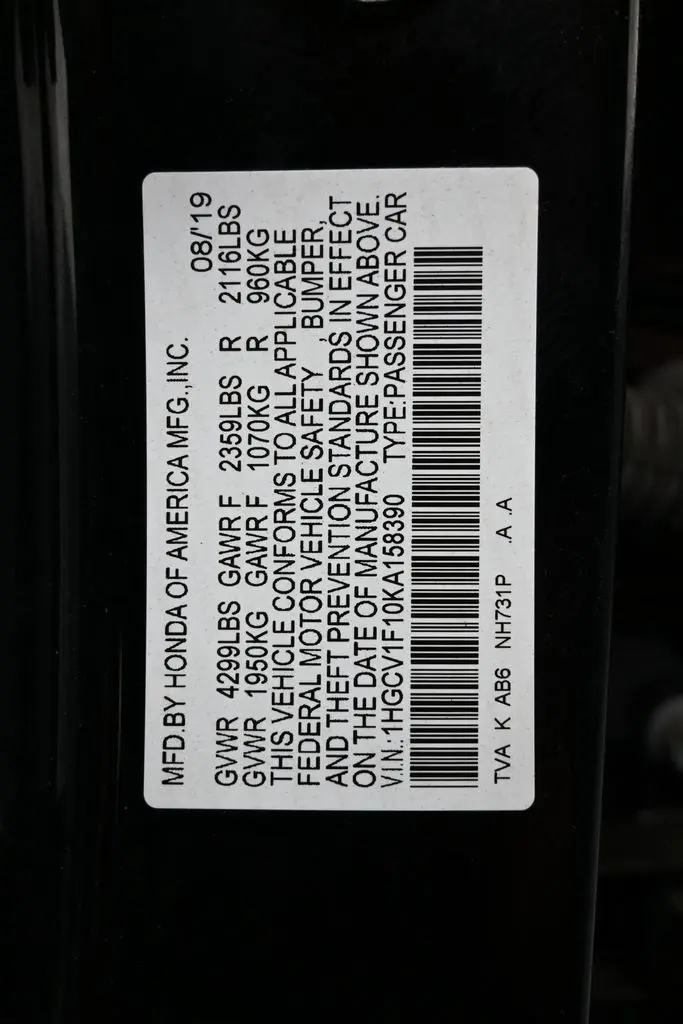 MFD.BY HONDA OF AMERICA MFG.,INC.
08/'19
GVWR 4299LBS GAWR F 2359LBS R 2116LBS
GVWR 1950KG GAWR F 1070KG R 960KG
THIS VEHICLE CONFORMS TO ALL APPLICABLE
FEDERAL MOTOR VEHICLE SAFETY , BUMPER,
AND THEFT PREVENTION STANDARDS IN EFFECT
ON THE DATE OF MANUFACTURE SHOWN ABOVE.
V.I.N.:1HGCV1F10KA158390 TYPE:PASSENGER CAR
TVA K AB6 NH731P .A .A